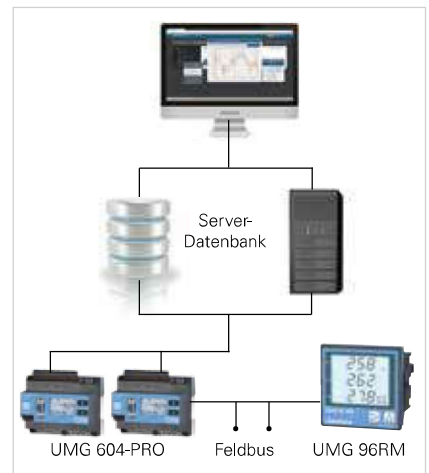 Server-
Datenbank
258
262
278
UMG 604-PRO
Feldbus
UMG 96RM